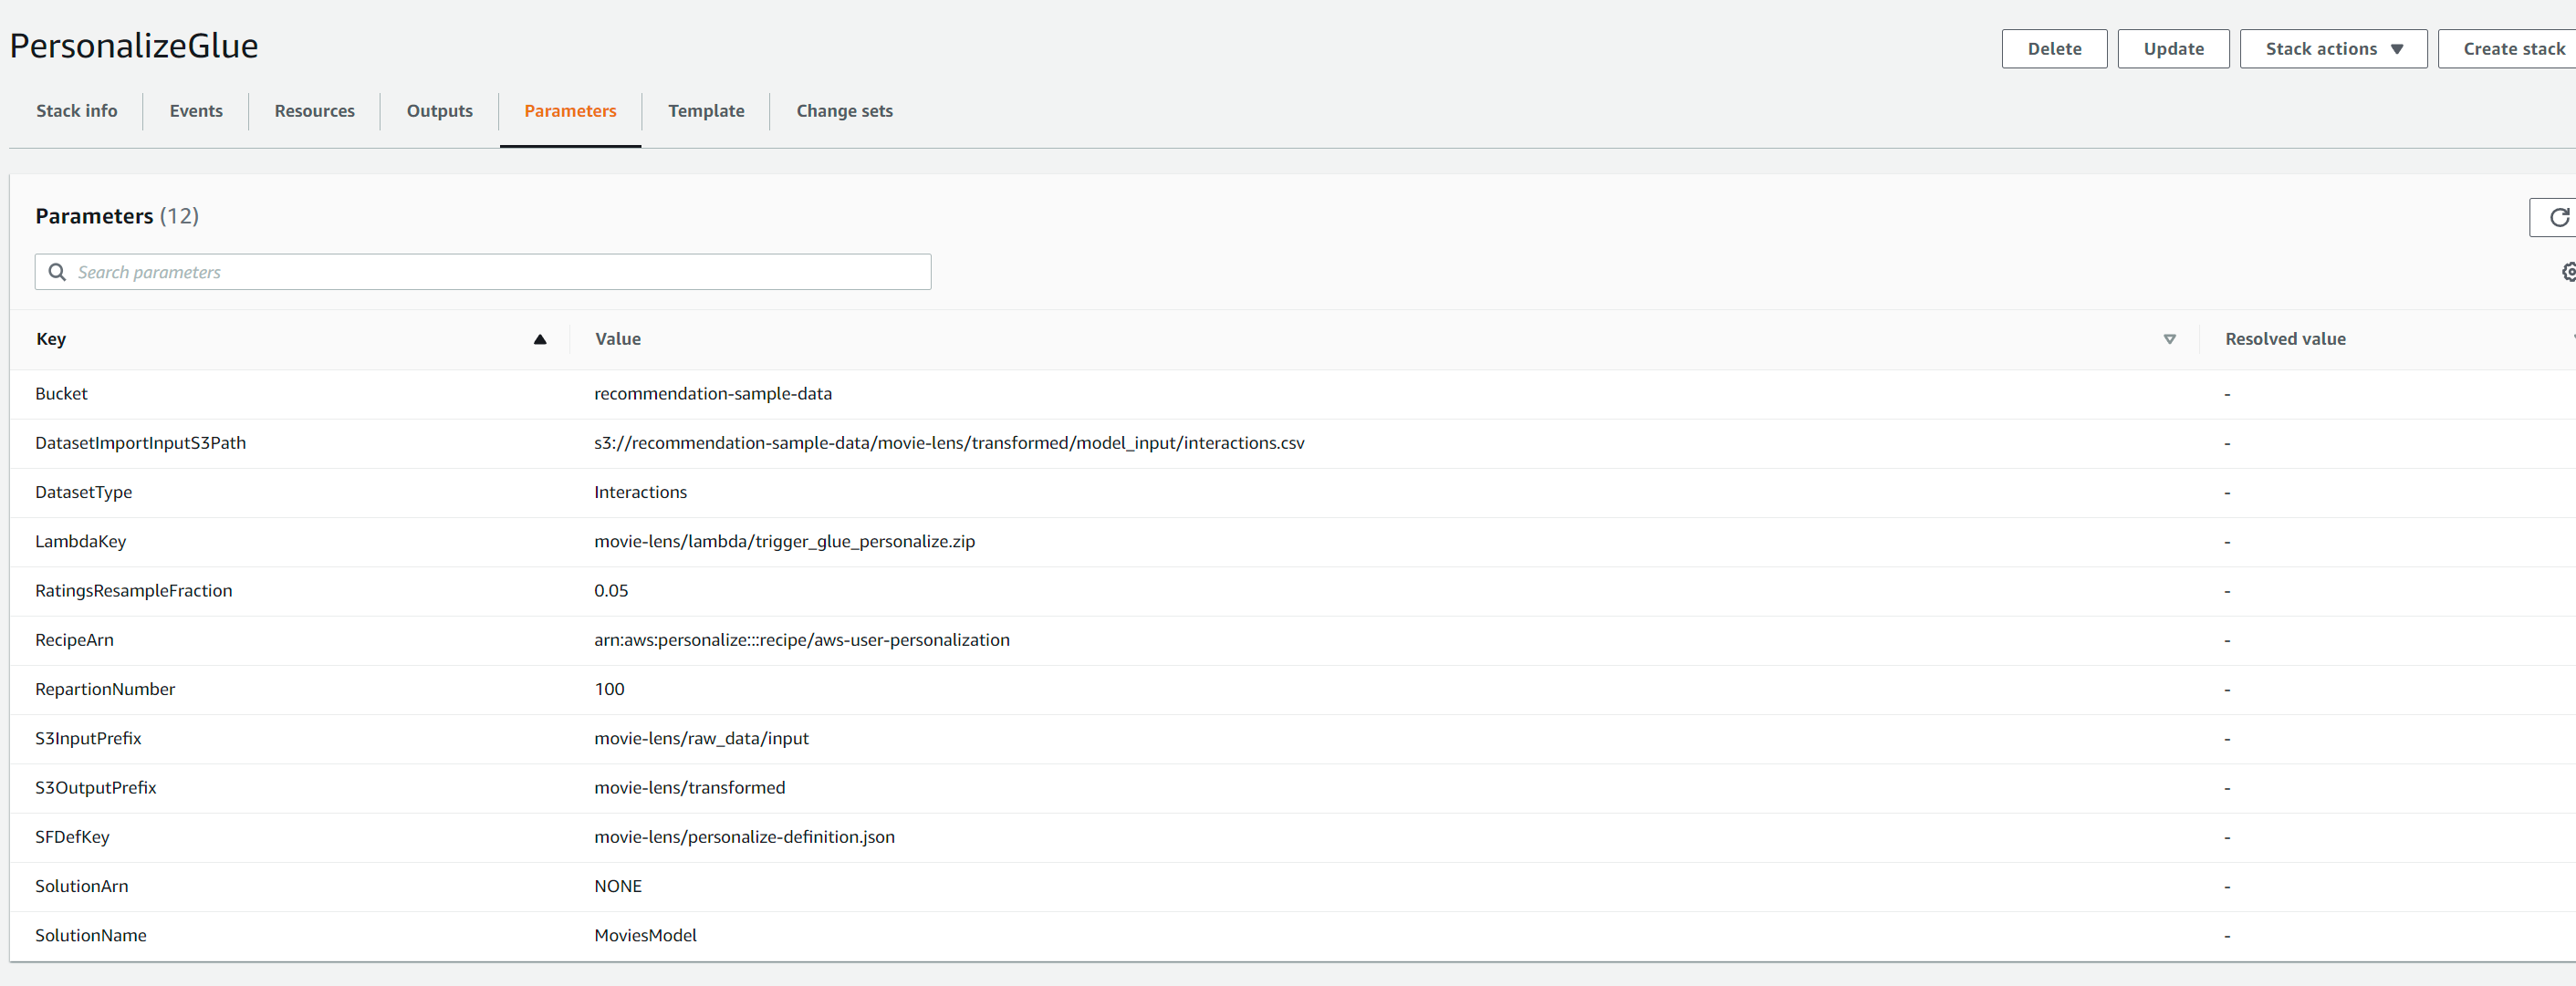 PersonalizeGlue
Delete Update Stack actions Create stack
Stack info Events Resources Outputs Parameters Template Change sets
Parameters (12)
Search parameters
Key Value Resolved value
Bucket recommendation-sample-data -
DatasetImportInputS3Path s3://recommendation-sample-data/movie-lens/transformed/model_input/interactions.csv -
DatasetType Interactions -
LambdaKey movie-lens/lambda/trigger_glue_personalize.zip -
RatingsResampleFraction 0.05 -
RecipeArn arn:aws:personalize:::recipe/aws-user-personalization -
RepartionNumber 100 -
S3InputPrefix movie-lens/raw_data/input -
S3OutputPrefix movie-lens/transformed -
SFDefKey movie-lens/personalize-definition.json -
SolutionArn NONE -
SolutionName MoviesModel -